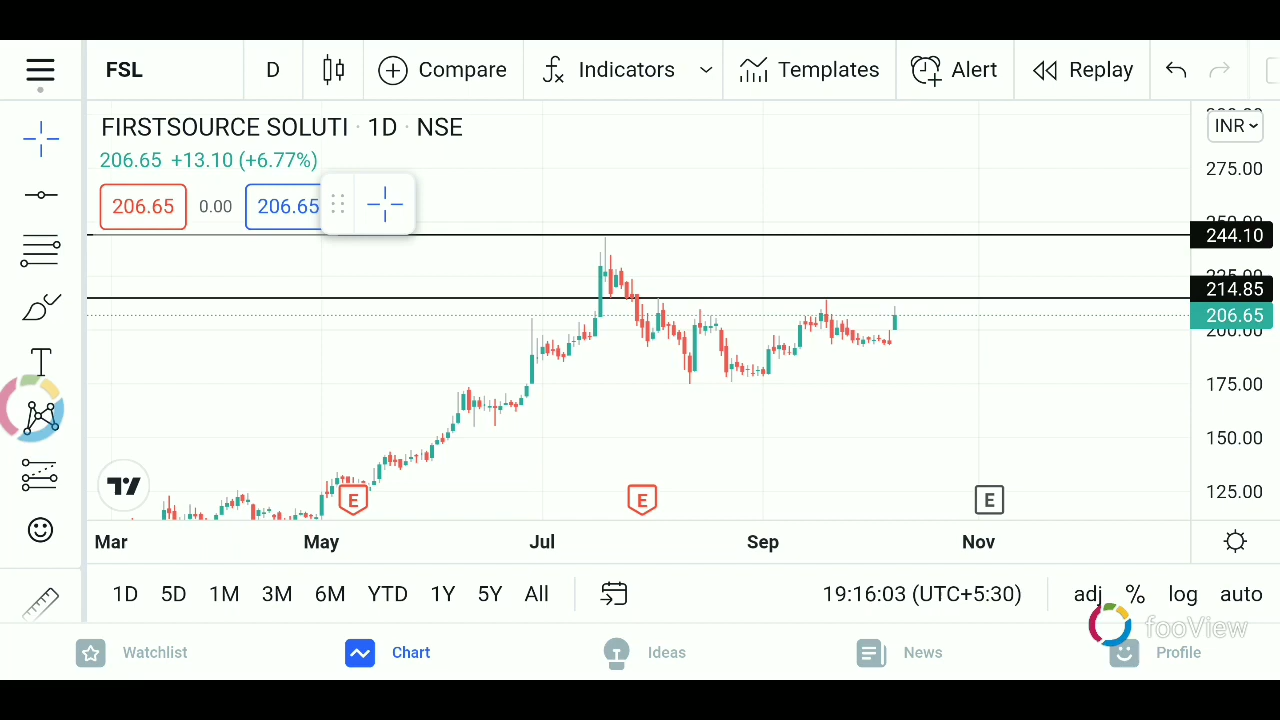 FSL D Compare Indicators Templates Alert Replay
FIRSTSOURCE SOLUTI · 1D · NSE
INR
206.65 +13.10 (+6.77%)
206.65 0.00 206.65
275.00
244.10
214.85
206.65
200.00
175.00
150.00
125.00
E E E
Mar May Jul Sep Nov
1D 5D 1M 3M 6M YTD 1Y 5Y All 19:16:03 (UTC+5:30) adj % log auto
fooView
Watchlist Chart Ideas News Profile